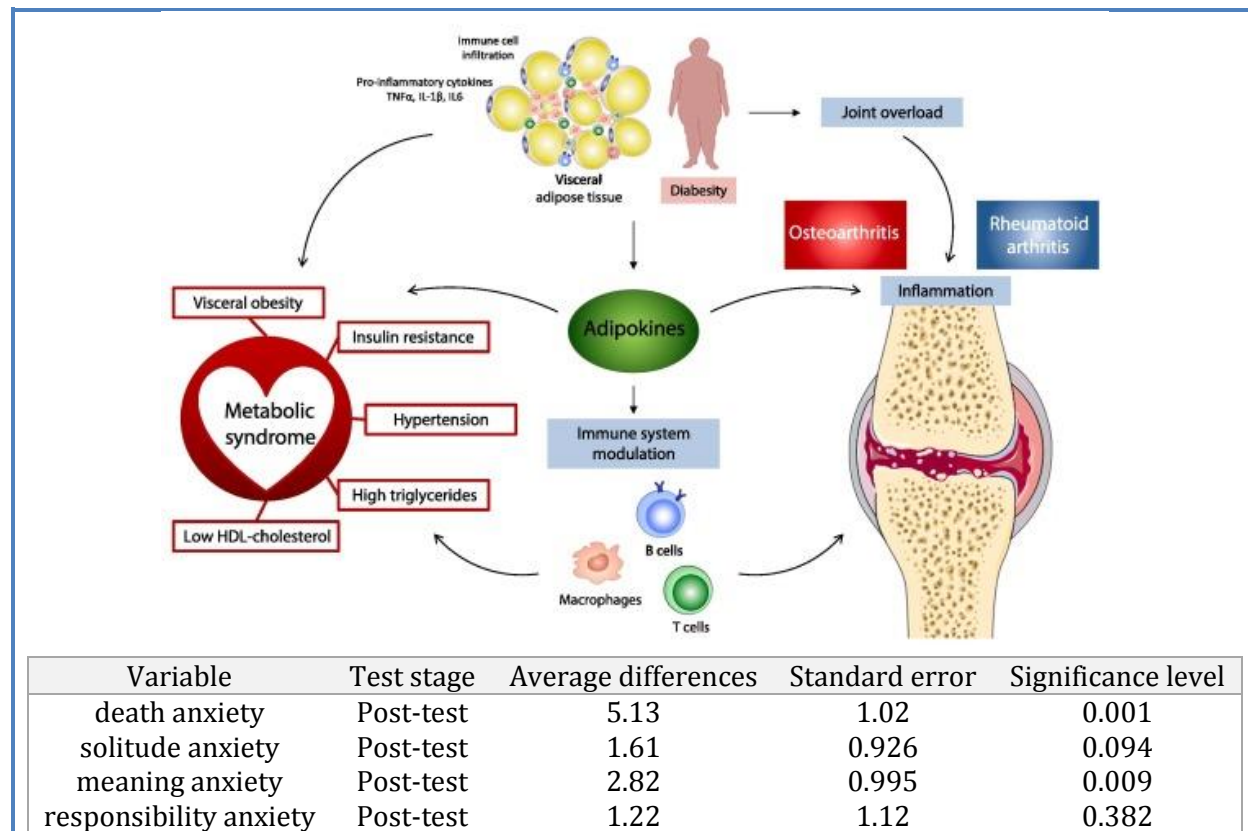 Immune cell
infiltration
Pro-inflammatory cytokines
TNFα, IL-1β, IL6
Visceral
adipose tissue
Diabesity
Joint overload
Osteoarthritis
Rheumatoid
arthritis
Inflammation
Adipokines
Visceral obesity
Insulin resistance
Metabolic
syndrome
Hypertension
High triglycerides
Low HDL-cholesterol
Immune system
modulation
B cells
Macrophages
T cells
Variable Test stage Average differences Standard error Significance level
death anxiety Post-test 5.13 1.02 0.001
solitude anxiety Post-test 1.61 0.926 0.094
meaning anxiety Post-test 2.82 0.995 0.009
responsibility anxiety Post-test 1.22 1.12 0.382